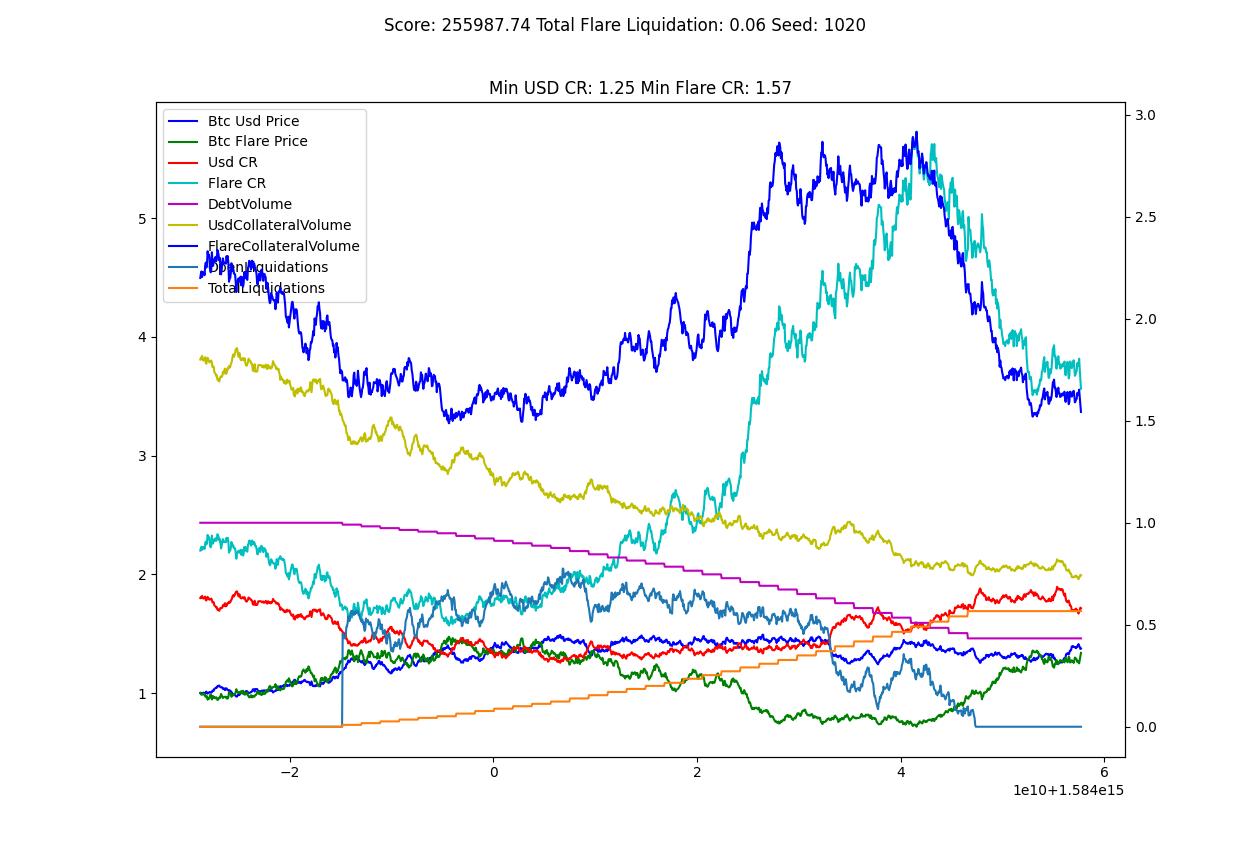 Score: 255987.74 Total Flare Liquidation: 0.06 Seed: 1020
Min USD CR: 1.25 Min Flare CR: 1.57
Btc Usd Price
Btc Flare Price
Usd CR
Flare CR
DebtVolume
UsdCollateralVolume
FlareCollateralVolume
OpenLiquidations
TotalLiquidations
5
4
3
2
1
3.0
2.5
2.0
1.5
1.0
0.5
0.0
−2
0
2
4
6
1e10+1.584e15